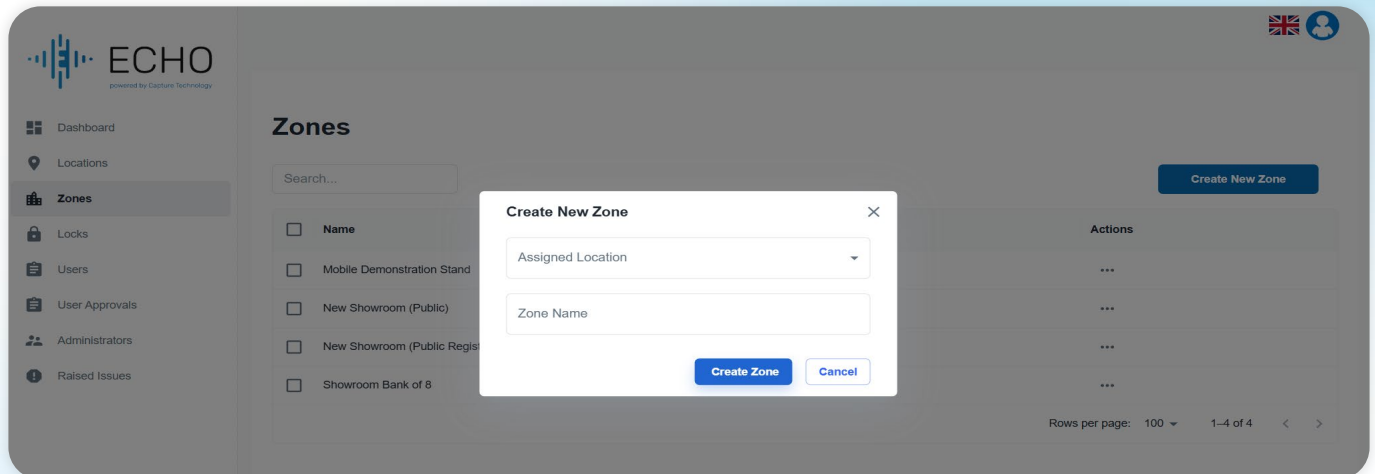 ECHO
powered by Capture Technology
Dashboard
Locations
Zones
Locks
Users
User Approvals
Administrators
Raised Issues
Zones
Search...
Create New Zone
Name
Actions
Mobile Demonstration Stand
•••
New Showroom (Public)
•••
New Showroom (Public Regist
•••
Showroom Bank of 8
•••
Rows per page: 100
1–4 of 4
Create New Zone
Assigned Location
Zone Name
Create Zone
Cancel